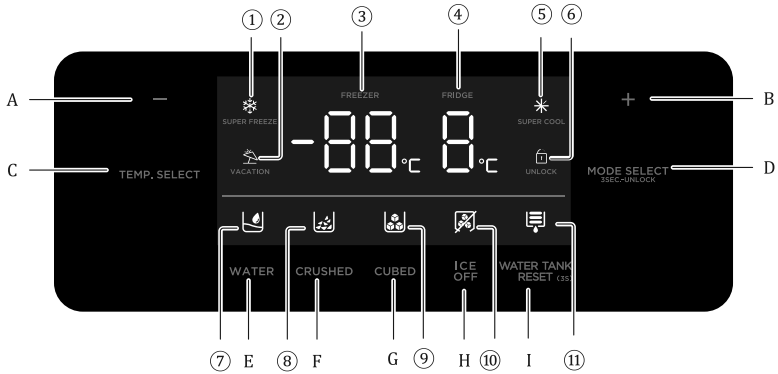 ① ② ③ ④ ⑤ ⑥
A − + B
FREEZER FRIDGE
SUPER FREEZE SUPER COOL
-88°C 8°C
C TEMP. SELECT VACATION UNLOCK MODE SELECT D
3SEC.-UNLOCK
WATER CRUSHED CUBED ICE OFF WATER TANK RESET (3S)
⑦ E ⑧ F G ⑨ H ⑩ I ⑪